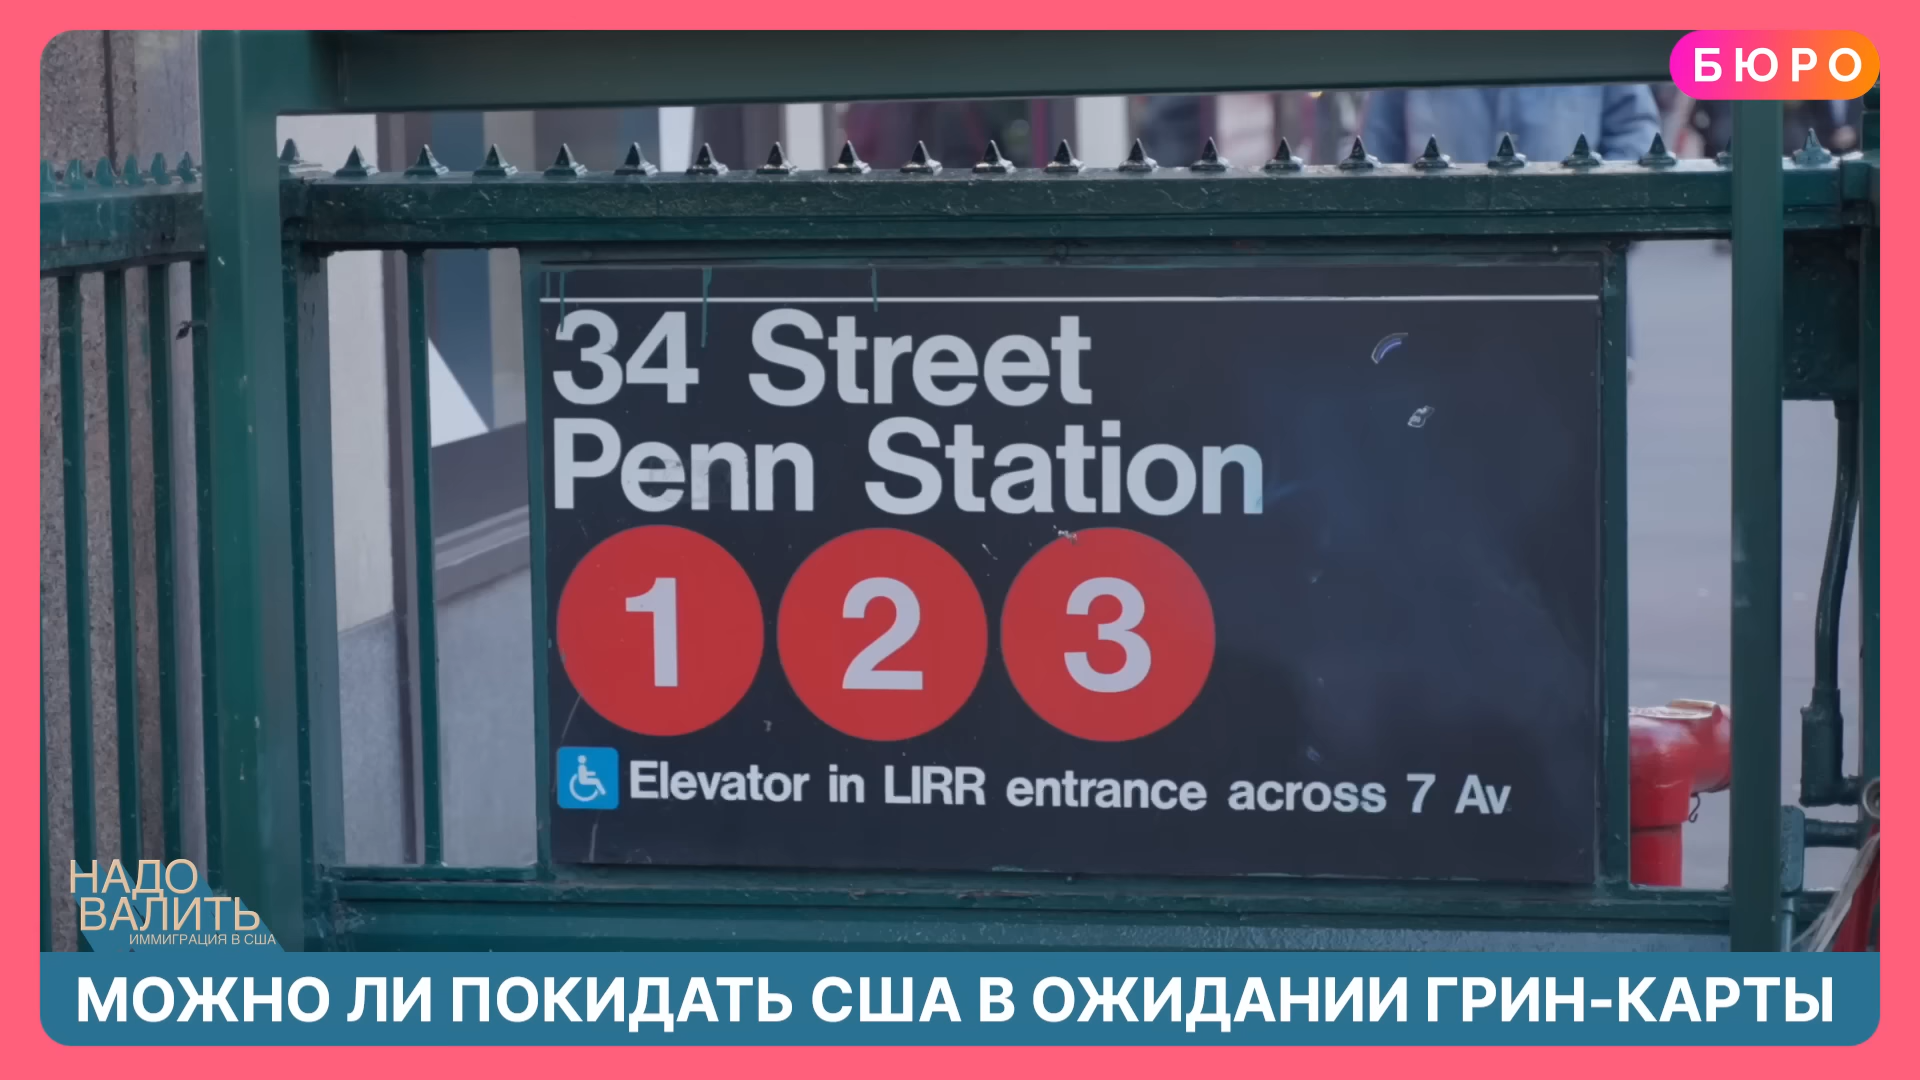 БЮРО
34 Street
Penn Station
1 2 3
Elevator in LIRR entrance across 7 Av
НАДО
ВАЛИТЬ
ИММИГРАЦИЯ В США
МОЖНО ЛИ ПОКИДАТЬ США В ОЖИДАНИИ ГРИН-КАРТЫ